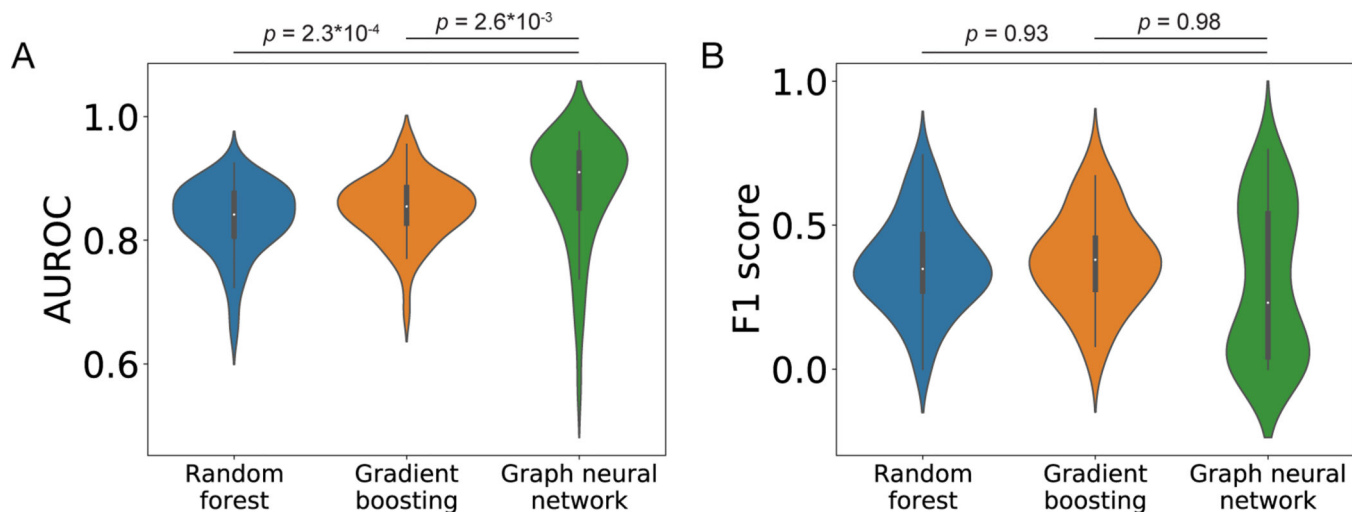 p = 2.3*10-4
p = 2.6*10-3
p = 0.93
p = 0.98
A
B
AUROC
1.0
0.8
0.6
F1 score
1.0
0.5
0.0
Random
forest
Gradient
boosting
Graph neural
network
Random
forest
Gradient
boosting
Graph neural
network